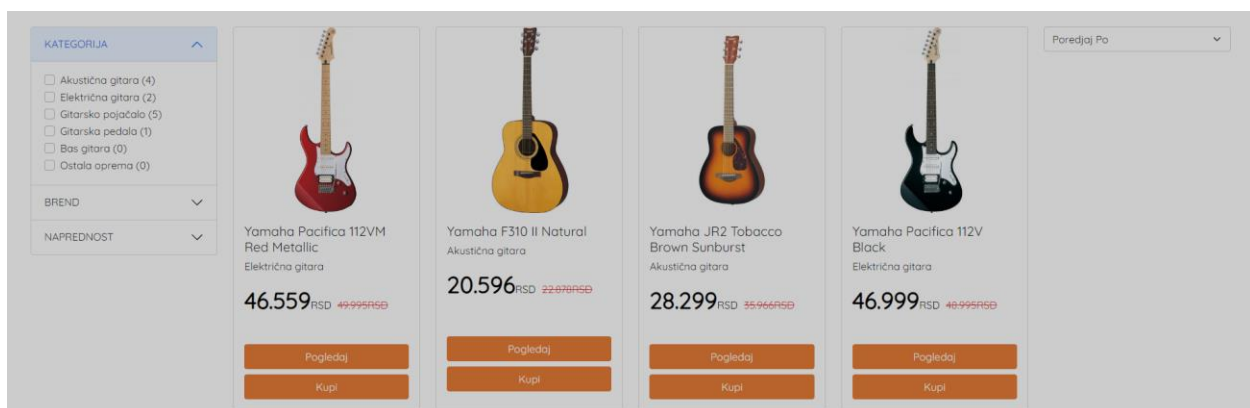 KATEGORIJA
Akustična gitara (4)
Električna gitara (2)
Gitarsko pojačalo (5)
Gitarska pedala (1)
Bas gitara (0)
Ostala oprema (0)
BREND
NAPREDNOST
Yamaha Pacifica 112VM
Red Metallic
Električna gitara
46.559RSD 49.995RSD
Pogledaj
Kupi
Yamaha F310 II Natural
Akustična gitara
20.596RSD 22.878RSD
Pogledaj
Kupi
Yamaha JR2 Tobacco
Brown Sunburst
Akustična gitara
28.299RSD 35.966RSD
Pogledaj
Kupi
Yamaha Pacifica 112V
Black
Električna gitara
46.999RSD 48.995RSD
Pogledaj
Kupi
Poredjaj Po